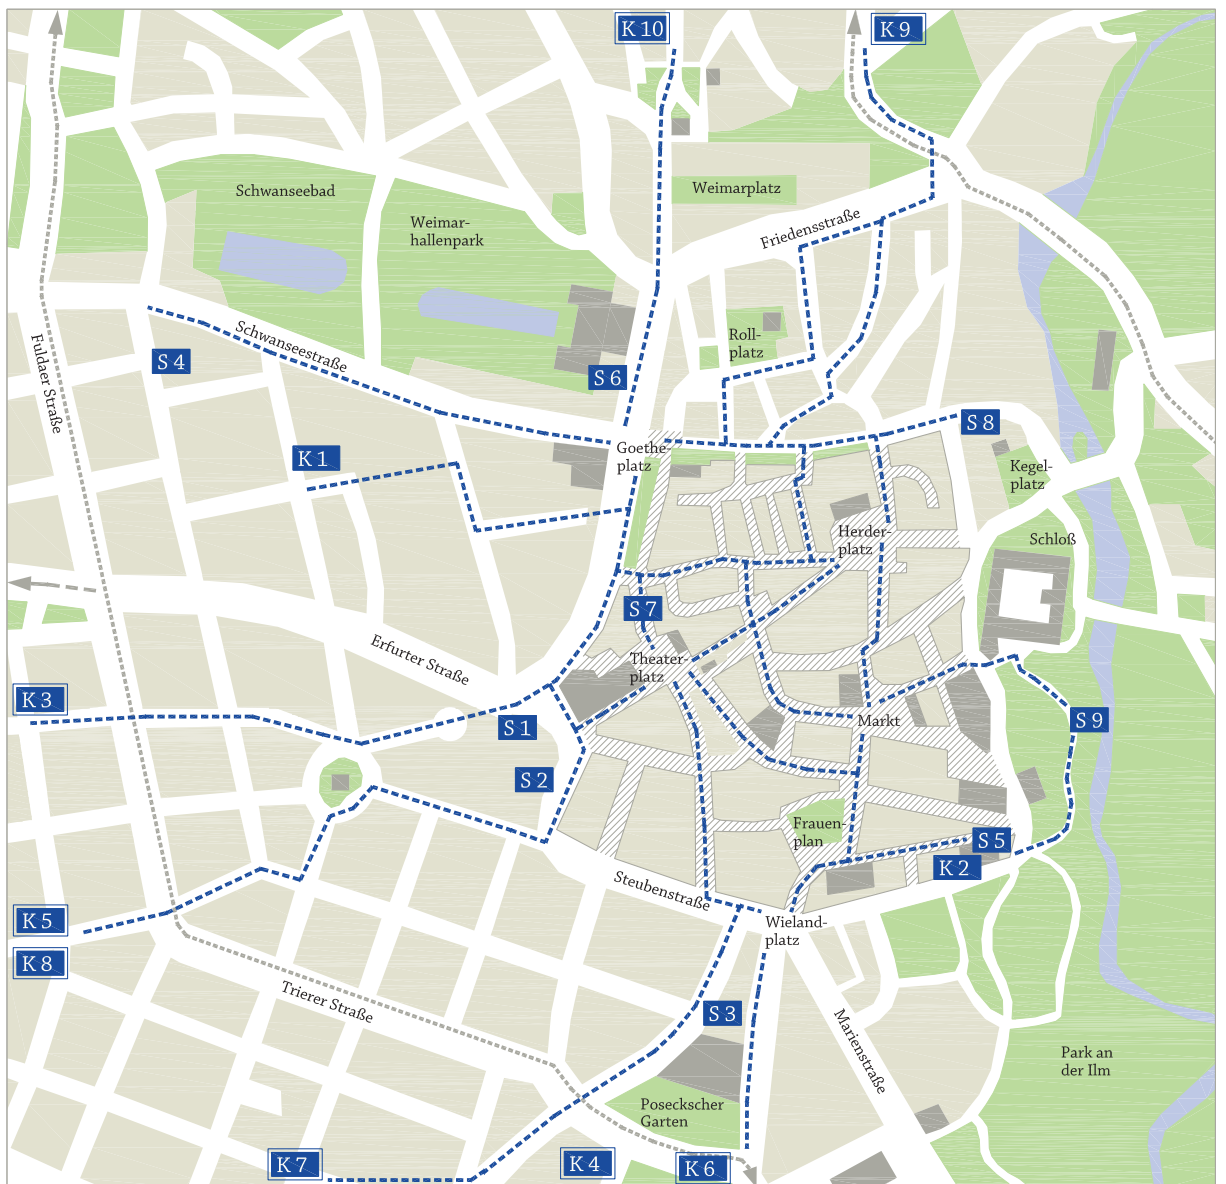 K 10
K 9
Schwanseebad
Weimarplatz
Weimar-
hallenpark
Friedensstraße
Fuldaer Straße
Schwanseestraße
S 4
Roll-
platz
S 6
S 8
Goethe-
platz
K 1
Kegel-
platz
Herder-
platz
Schloß
S 7
Erfurter Straße
Theater-
platz
K 3
S 1
Markt
S 9
S 2
Frauen-
plan
S 5
K 2
Steubenstraße
K 5
Wieland-
platz
K 8
Trierer Straße
S 3
Marienstraße
Park an
der Ilm
Poseckscher
Garten
K 7
K 4
K 6